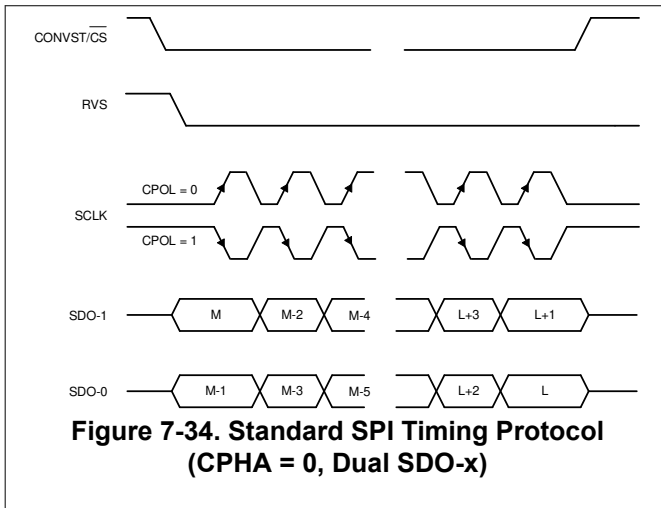 CONVST/CS
RVS
CPOL = 0
SCLK
CPOL = 1
SDO-1 M M-2 M-4 L+3 L+1
SDO-0 M-1 M-3 M-5 L+2 L
Figure 7-34. Standard SPI Timing Protocol
(CPHA = 0, Dual SDO-x)